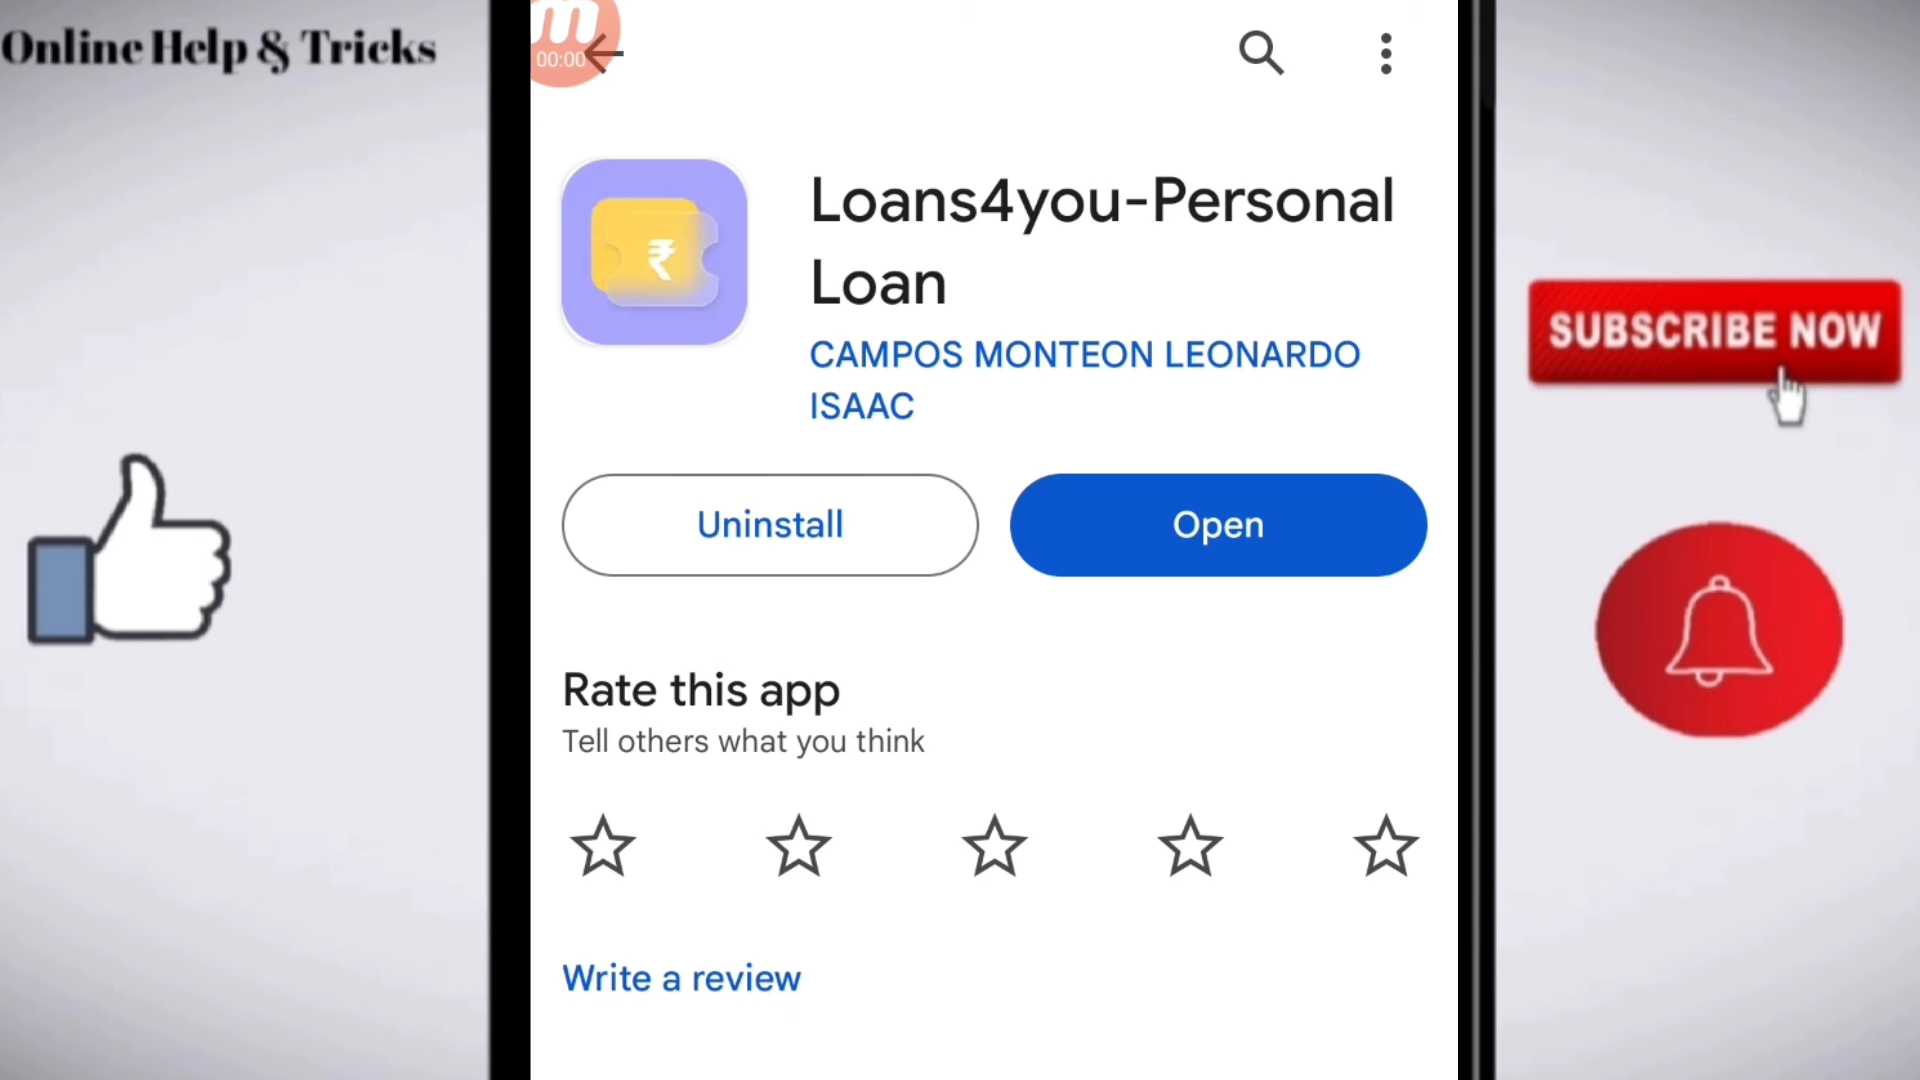 Online Help & Tricks
m
00:00
₹
Loans4you-Personal
Loan
CAMPOS MONTEON LEONARDO
ISAAC
Uninstall
Open
Rate this app
Tell others what you think
Write a review
SUBSCRIBE NOW